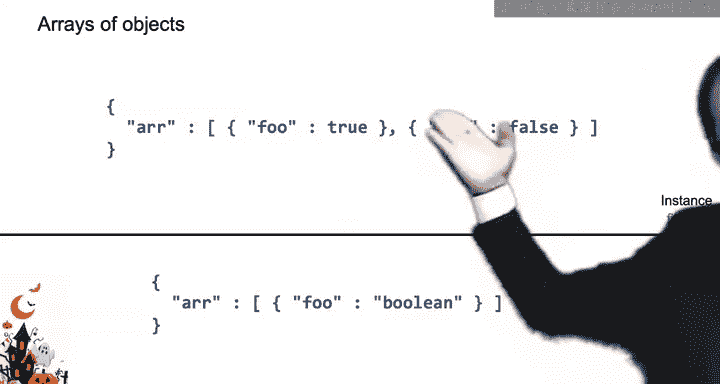 Arrays of objects
{
"arr" : [ { "foo" : true }, { " : false } ]
}
Instance
{
"arr" : [ { "foo" : "boolean" } ]
}